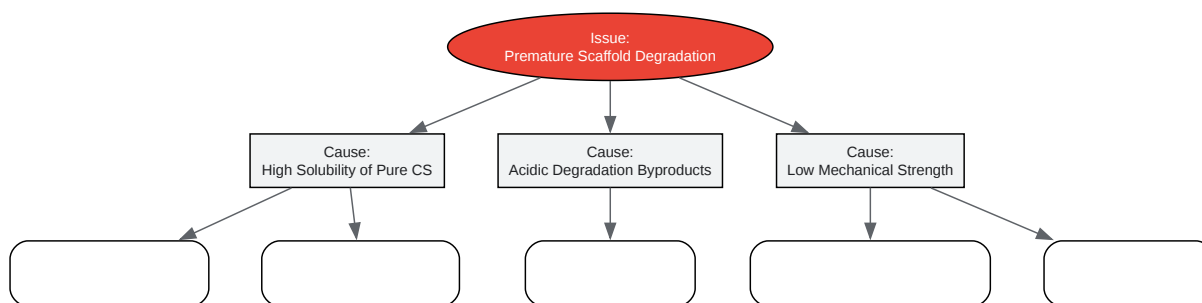 Issue:
Premature Scaffold Degradation
Cause:
High Solubility of Pure CS
Cause:
Acidic Degradation Byproducts
Cause:
Low Mechanical Strength